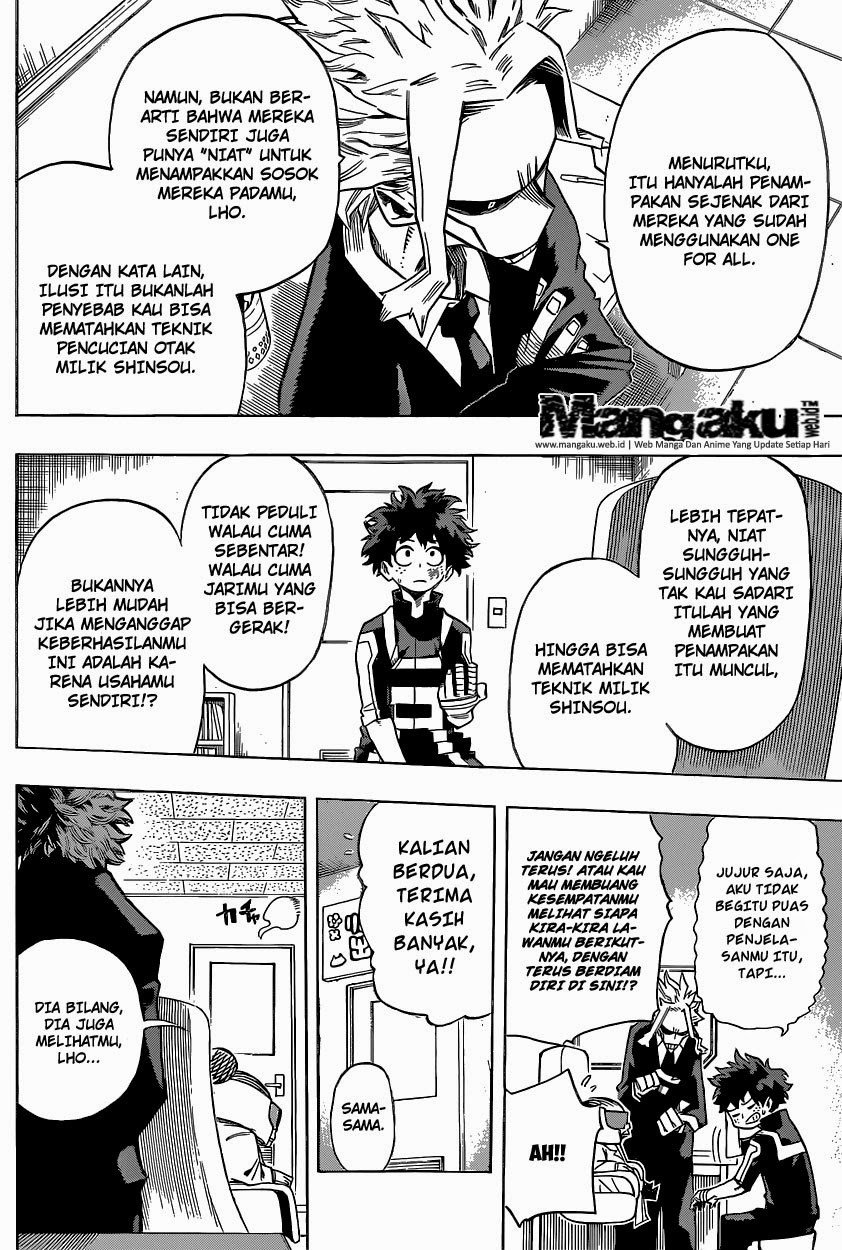 MENURUTKU,
ITU HANYALAH PENAM-
PAKAN SEJENAK DARI
MEREKA YANG SUDAH
MENGGUNAKAN ONE
FOR ALL.
NAMUN, BUKAN BER-
ARTI BAHWA MEREKA
SENDIRI JUGA
PUNYA "NIAT" UNTUK
MENAMPAKKAN SOSOK
MEREKA PADAMU,
LHO.
DENGAN KATA LAIN,
ILUSI ITU BUKANLAH
PENYEBAB KAU BISA
MEMATAHKAN TEKNIK
PENCUCIAN OTAK
MILIK SHINSOU.
Mangaku web.id™
www.mangaku.web.id | Web Manga Dan Anime Yang Update Setiap Hari
LEBIH TEPAT-
NYA, NIAT
SUNGGUH-
SUNGGUH YANG
TAK KAU SADARI
ITULAH YANG
MEMBUAT
PENAMPAKAN
ITU MUNCUL,
HINGGA BISA
MEMATAHKAN
TEKNIK MILIK
SHINSOU.
TIDAK PEDULI
WALAU CUMA
SEBENTAR!
WALAU CUMA
JARIMU YANG
BISA BER-
GERAK!
BUKANNYA
LEBIH MUDAH
JIKA MENGANGGAP
KEBERHASILANMU
INI ADALAH KA-
RENA USAHAMU
SENDIRI!?
JUJUR SAJA,
AKU TIDAK
BEGITU PUAS
DENGAN
PENJELA-
SANMU ITU,
TAPI...
JANGAN NGELUH
TERUS! ATAU KAU
MAU MEMBUANG
KESEMPATANMU
MELIHAT SIAPA
KIRA-KIRA LA-
WANMU BERIKUT-
NYA, DENGAN
TERUS BERDIAM
DIRI DI SINI!?
AH!!
KALIAN
BERDUA,
TERIMA
KASIH
BANYAK,
YA!!
SAMA-
SAMA.
カチャ
DIA BILANG,
DIA JUGA
MELIHATMU,
LHO...